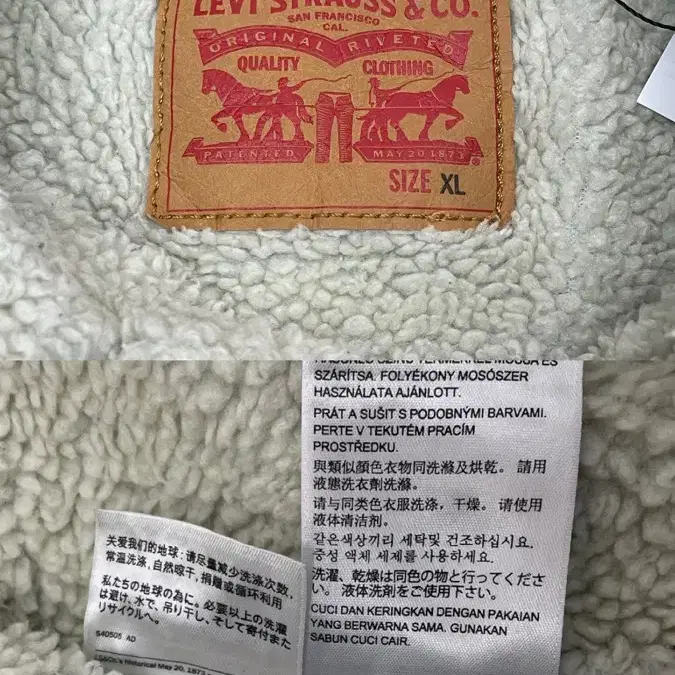 LEVI STRAUSS & CO.
SAN FRANCISCO
CAL.
ORIGINAL RIVETED
QUALITY CLOTHING
PATENTED MAY 20 1873
®
SIZE XL
SZÁRÍTSA. FOLYÉKONY MOSÓSZER
HASZNÁLATA AJÁNLOTT.
PRÁT A SUŠIT S PODOBNÝMI BARVAMI.
PERTE V TEKUTÉM PRACÍM
PROSTŘEDKU.
與類似顏色衣物同洗滌及烘乾。 請用
液態洗衣劑洗滌。
请与同类色衣服洗涤，干燥。 请使用
液体清洁剂。
같은색상끼리 세탁및 건조하십시요.
중성 액체 세제를 사용하세요.
洗濯、乾燥は同色の物と行ってくださ
い。 液体洗剤をご使用下さい。
CUCI DAN KERINGKAN DENGAN PAKAIAN
YANG BERWARNA SAMA. GUNAKAN
SABUN CUCI CAIR.
关爱我们的地球: 请尽量减少洗涤次数,
常温洗涤, 自然晾干, 捐赠或循环利用
私たちの地球の為に。必要以上の洗濯
は避け、水で、吊り干し、そして寄付また
リサイクルへ。
S40505 AD
LS&Co.'s historical May 20, 1873